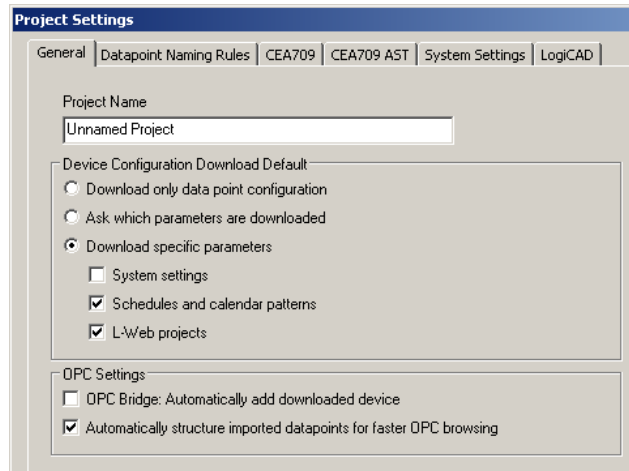 Project Settings
General Datapoint Naming Rules CEA709 CEA709 AST System Settings LogiCAD
Project Name
Unnamed Project
Device Configuration Download Default
Download only data point configuration
Ask which parameters are downloaded
Download specific parameters
System settings
Schedules and calendar patterns
L-Web projects
OPC Settings
OPC Bridge: Automatically add downloaded device
Automatically structure imported datapoints for faster OPC browsing